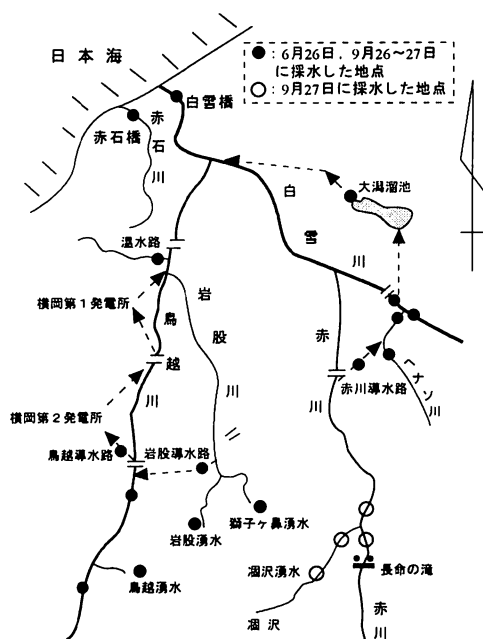 日本海
●：6月26日，9月26～27日
に採水した地点
○：9月27日に採水した地点
白雪橋
赤石橋
赤石川
大潟溜池
白雪川
温水路
横岡第１発電所
鳥越川
岩股川
赤川
赤川導水路
ヘナソ川
横岡第２発電所
鳥越導水路
岩股導水路
獅子ヶ鼻湧水
岩股湧水
鳥越湧水
涸沢湧水
長命の滝
涸沢
赤川